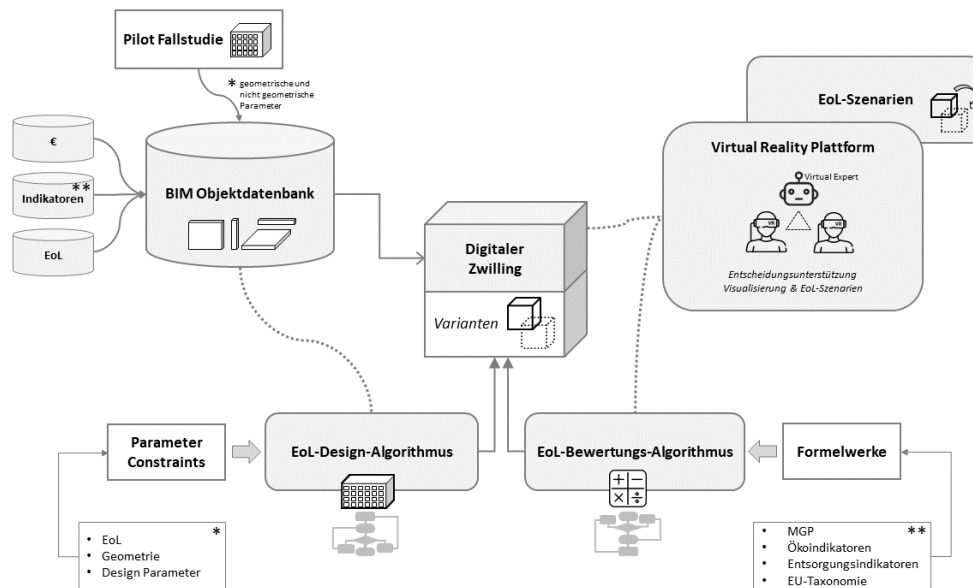 Pilot Fallstudie
* geometrische und
nicht geometrische
Parameter
€
Indikatoren **
EoL
BIM Objektdatenbank
Digitaler
Zwilling
Varianten
EoL-Szenarien
Virtual Reality Plattform
Virtual Expert
VR
VR
Entscheidungsunterstützung
Visualisierung & EoL-Szenarien
Parameter
Constraints
EoL-Design-Algorithmus
EoL-Bewertungs-Algorithmus
Formelwerke
*
• EoL
• Geometrie
• Design Parameter
**
• MGP
• Ökoindikatoren
• Entsorgungsindikatoren
• EU-Taxonomie